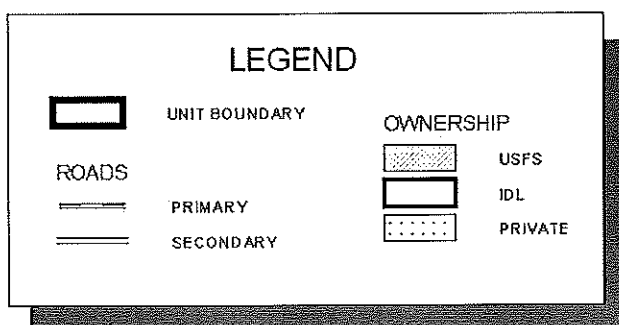 LEGEND
UNIT BOUNDARY
ROADS
PRIMARY
SECONDARY
OWNERSHIP
USFS
IDL
PRIVATE